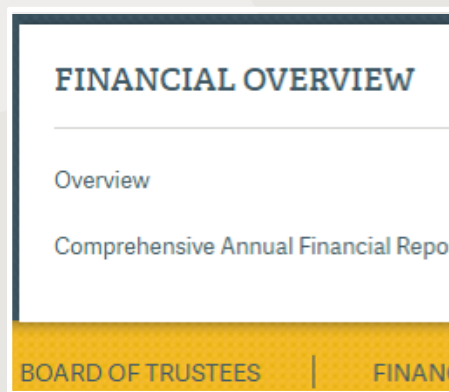 FINANCIAL OVERVIEW
Overview
Comprehensive Annual Financial Repo
BOARD OF TRUSTEES | FINAN